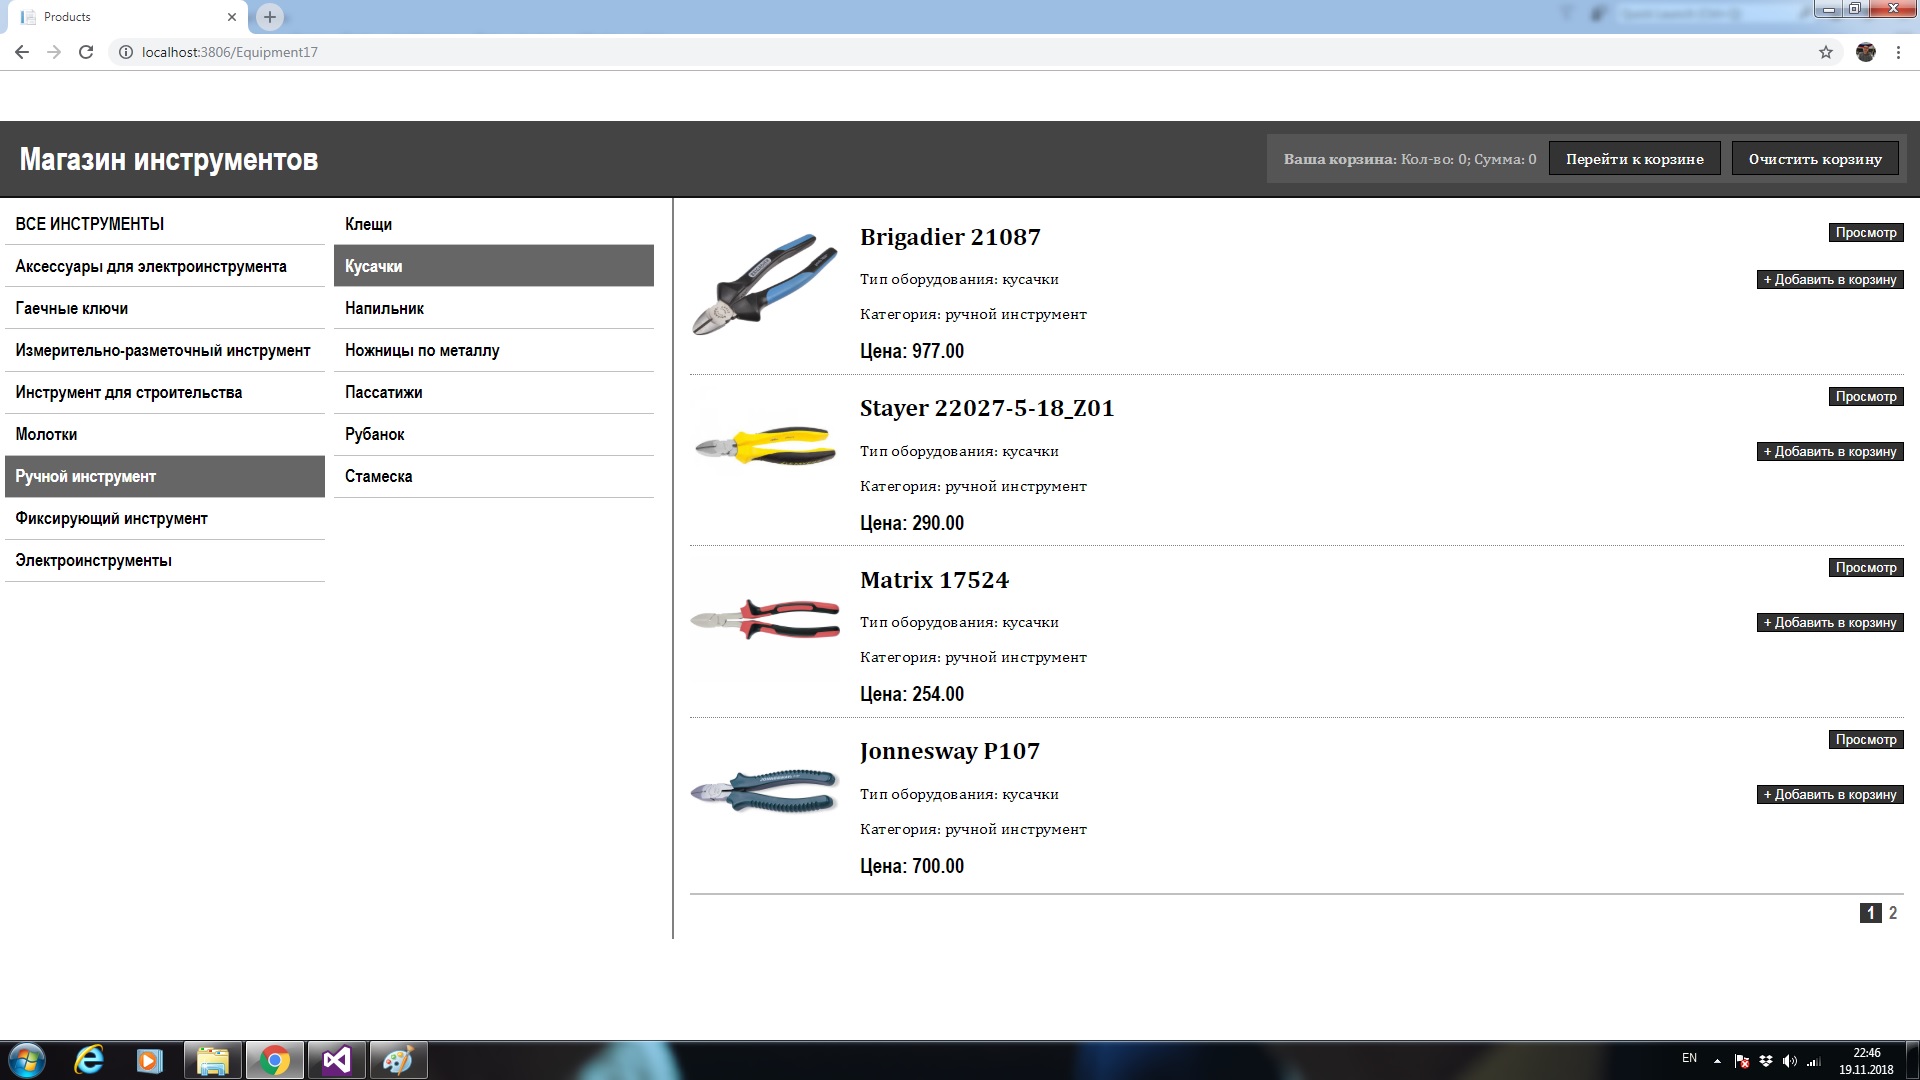 Products
localhost:3806/Equipment17
Магазин инструментов
Ваша корзина: Кол-во: 0; Сумма: 0
Перейти к корзине
Очистить корзину
ВСЕ ИНСТРУМЕНТЫ
Аксессуары для электроинструмента
Гаечные ключи
Измерительно-разметочный инструмент
Инструмент для строительства
Молотки
Ручной инструмент
Фиксирующий инструмент
Электроинструменты
Клещи
Кусачки
Напильник
Ножницы по металлу
Пассатижи
Рубанок
Стамеска
Brigadier 21087
Просмотр
Тип оборудования: кусачки
+ Добавить в корзину
Категория: ручной инструмент
Цена: 977.00
Stayer 22027-5-18_Z01
Просмотр
Тип оборудования: кусачки
+ Добавить в корзину
Категория: ручной инструмент
Цена: 290.00
Matrix 17524
Просмотр
Тип оборудования: кусачки
+ Добавить в корзину
Категория: ручной инструмент
Цена: 254.00
Jonnesway P107
Просмотр
Тип оборудования: кусачки
+ Добавить в корзину
Категория: ручной инструмент
Цена: 700.00
1 2
EN
22:46
19.11.2018